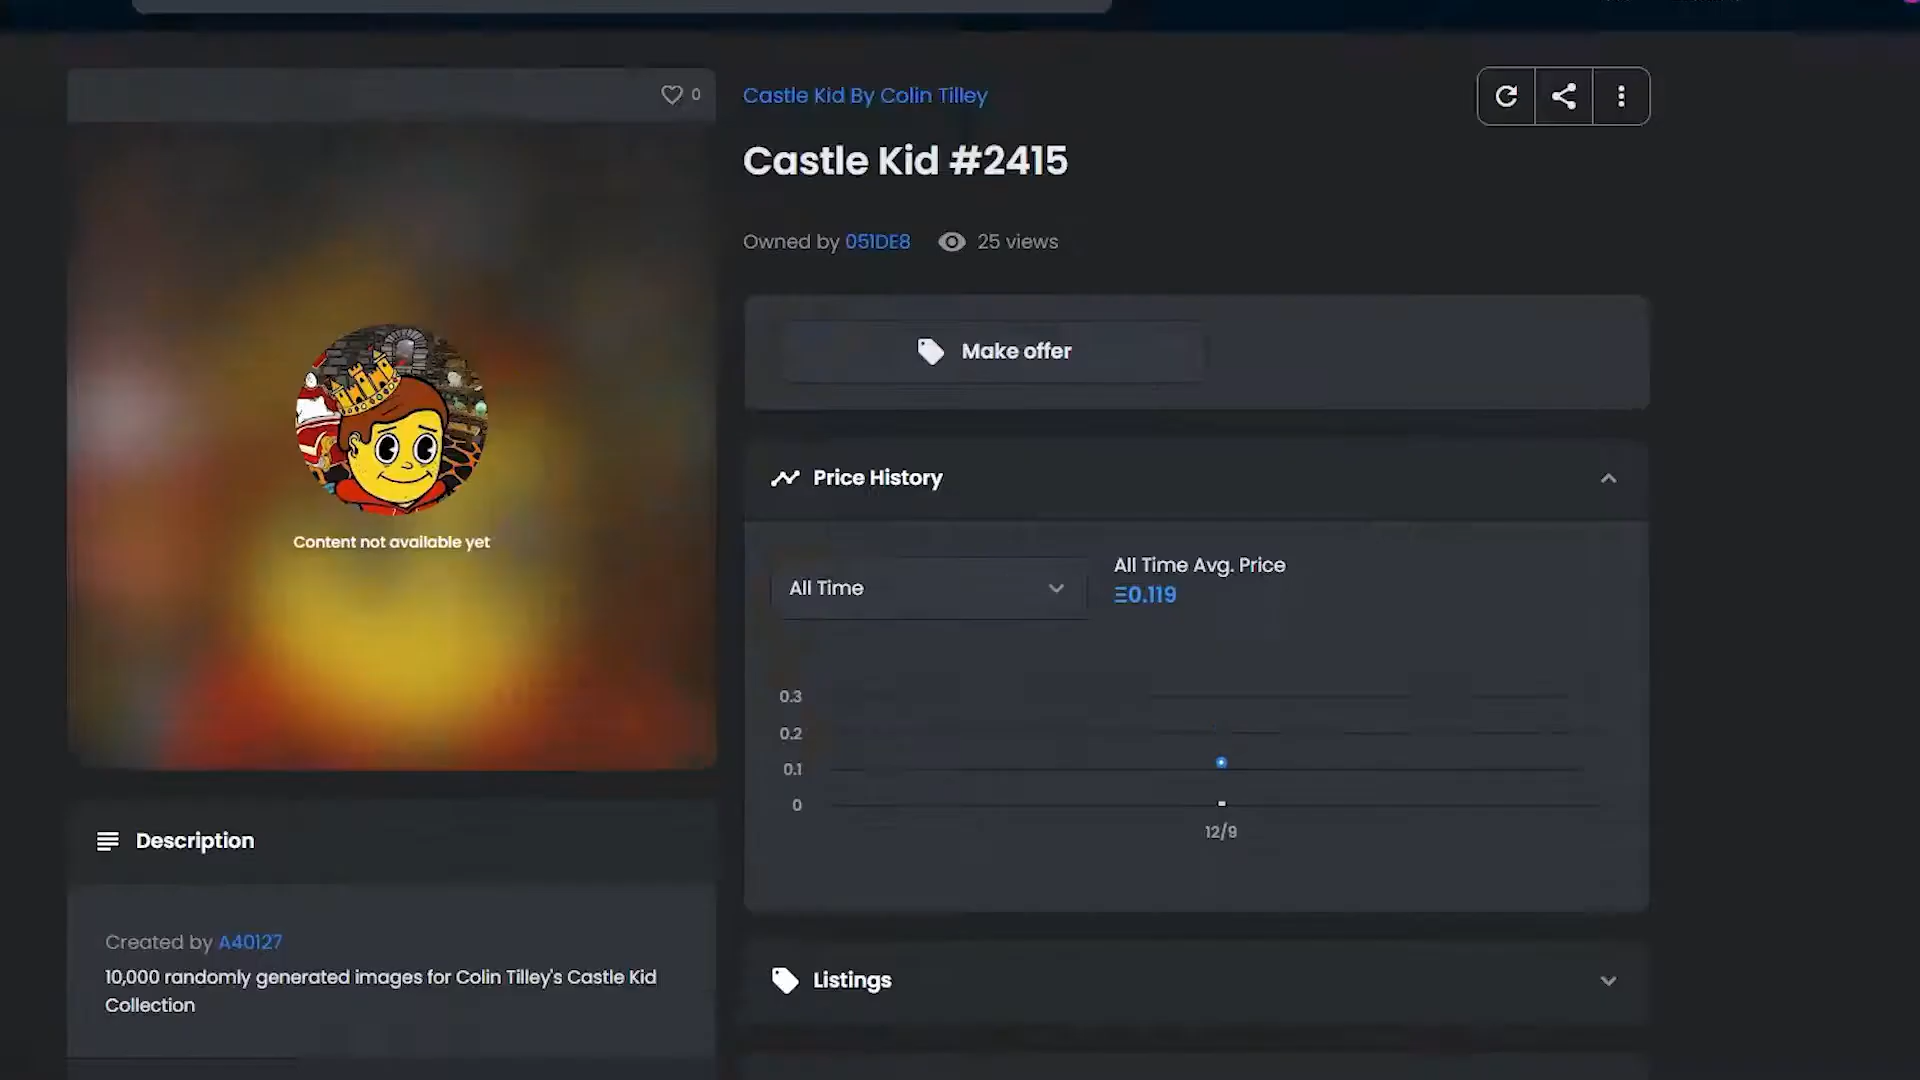 0
Castle Kid By Colin Tilley
Castle Kid #2415
Owned by 051DE8
25 views
Make offer
Content not available yet
Price History
All Time
All Time Avg. Price
Ξ0.119
0.3
0.2
0.1
0
12/9
Description
Created by A40127
10,000 randomly generated images for Colin Tilley's Castle Kid
Collection
Listings